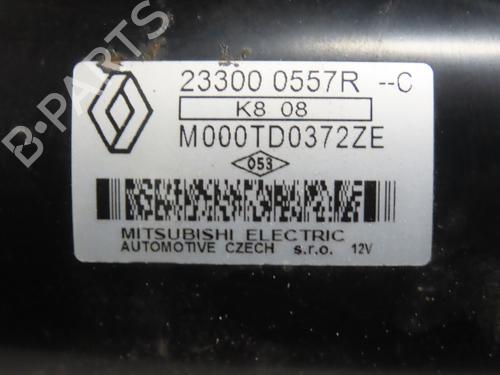 23300 0557R --C
K8 08
M000TD0372ZE
053
MITSUBISHI ELECTRIC
AUTOMOTIVE CZECH s.r.o. 12V
B-PARTS